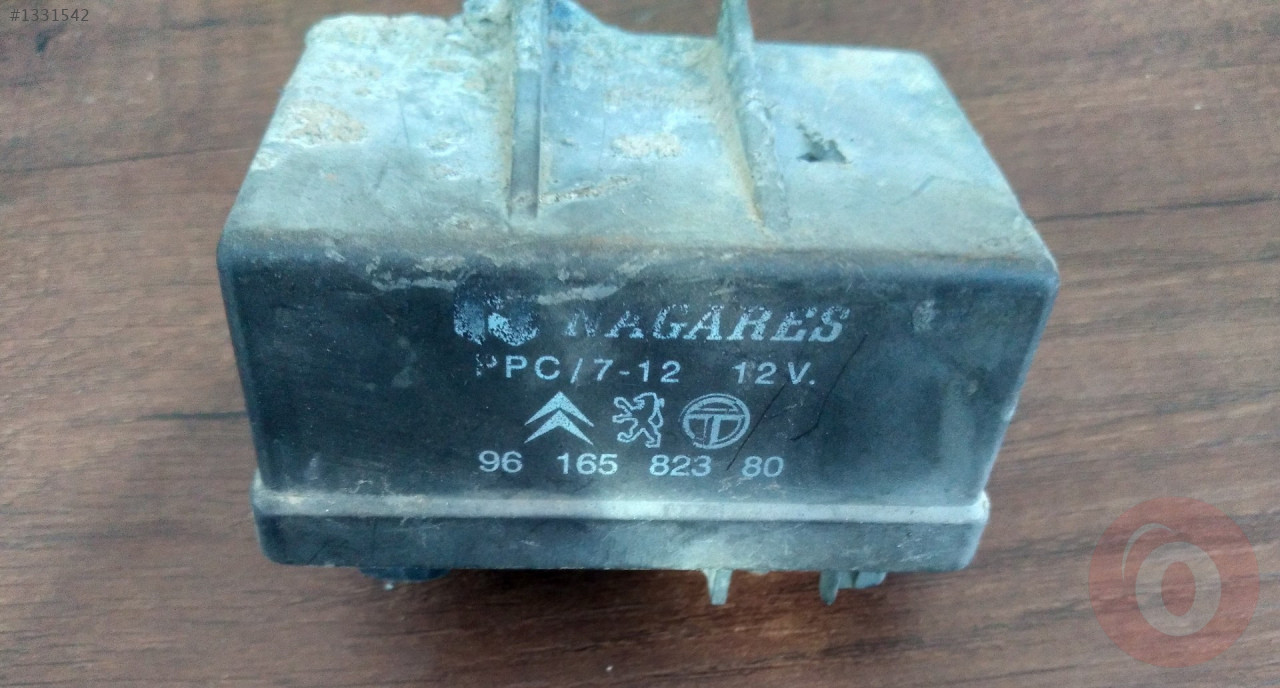 #1331542
NAGARES
PPC/7-12 12V.
96 165 823 80